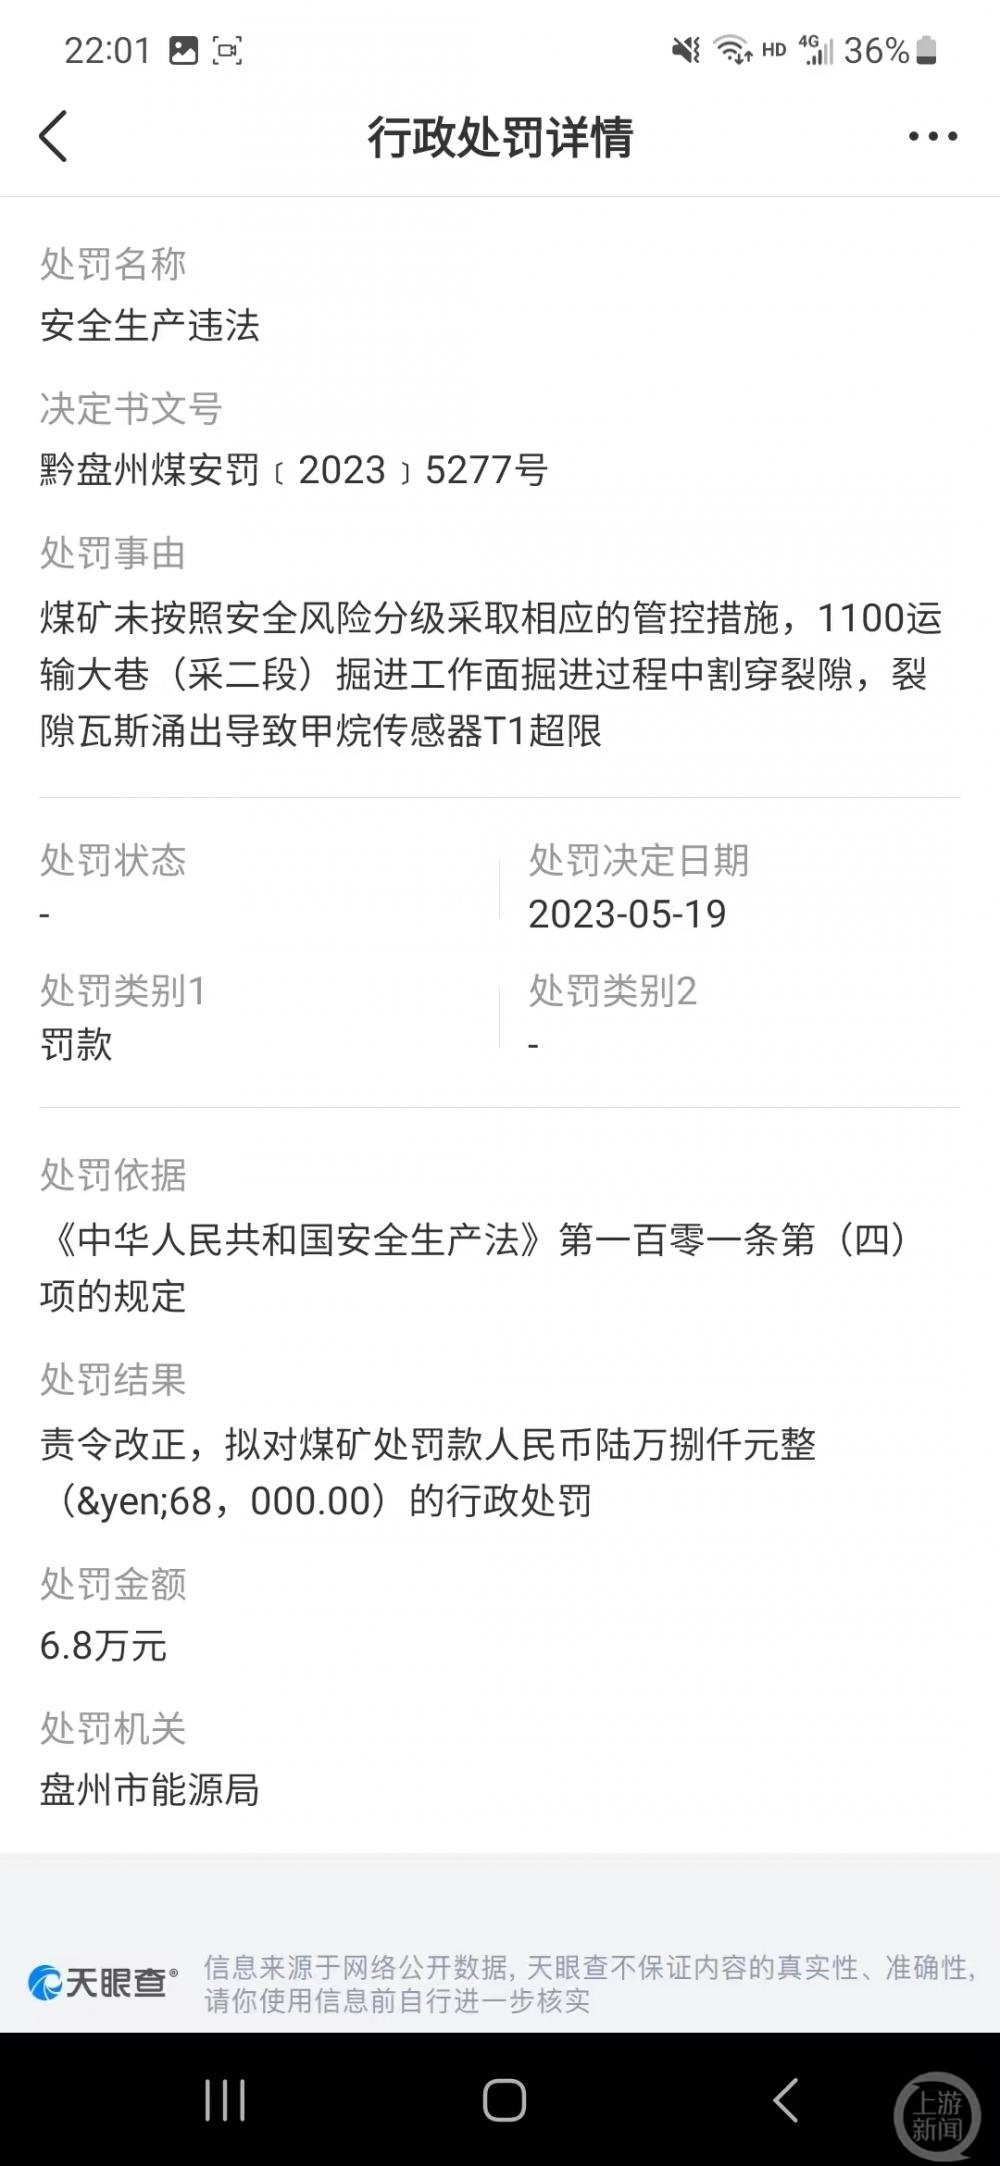 22:01
HD 4G 36%
行政处罚详情
处罚名称
安全生产违法
决定书文号
黔盘州煤安罚﹝2023﹞5277号
处罚事由
煤矿未按照安全风险分级采取相应的管控措施，1100运
输大巷（采二段）掘进工作面掘进过程中割穿裂隙，裂
隙瓦斯涌出导致甲烷传感器T1超限
处罚状态
-
处罚决定日期
2023-05-19
处罚类别1
罚款
处罚类别2
-
处罚依据
《中华人民共和国安全生产法》第一百零一条第（四）
项的规定
处罚结果
责令改正，拟对煤矿处罚款人民币陆万捌仟元整
（&yen;68，000.00）的行政处罚
处罚金额
6.8万元
处罚机关
盘州市能源局
天眼查®
信息来源于网络公开数据, 天眼查不保证内容的真实性、准确性,
请你使用信息前自行进一步核实
上游
新闻